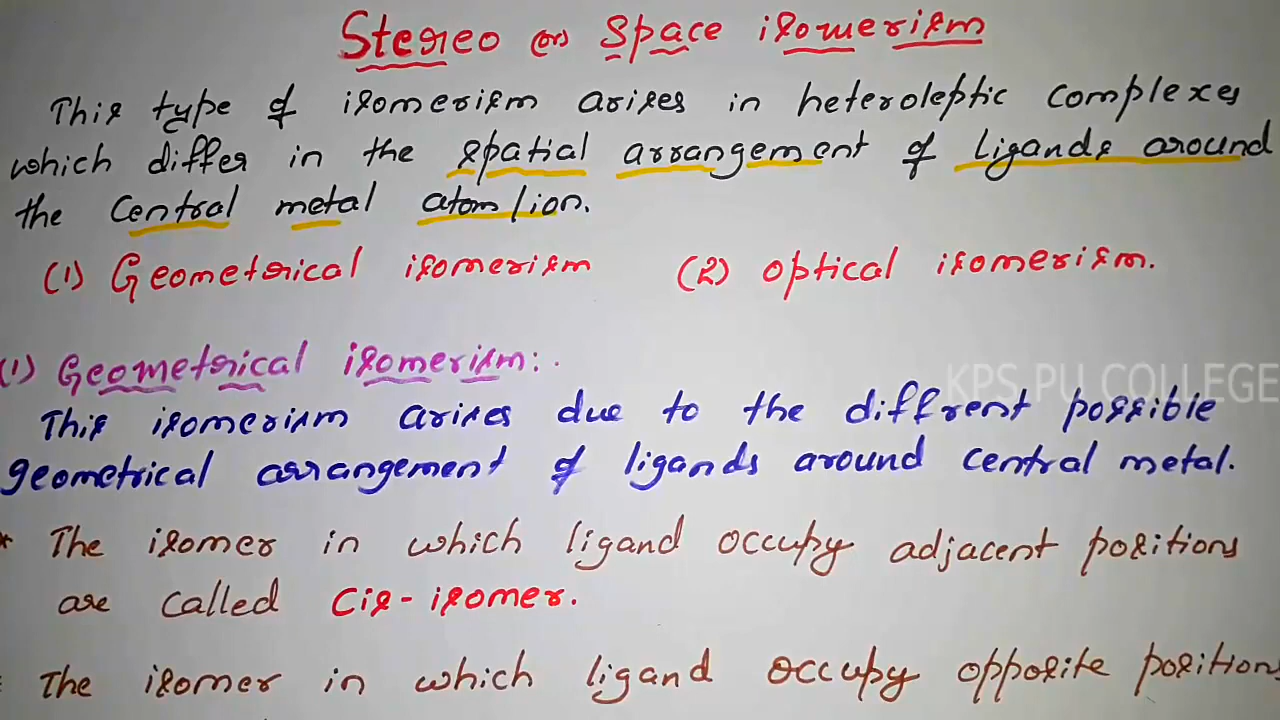 Stereo (or) Space isomerism
This type of isomerism arises in heteroleptic complexes
which differ in the spatial arrangement of ligands around
the central metal atom/ion.
(1) Geometrical isomerism (2) optical isomerism.
(1) Geometrical isomerism:.
KPS PU COLLEGE
This isomerism arises due to the diffrent possible
geometrical arrangement of ligands around central metal.
* The isomer in which ligand occupy adjacent positions
are called Cis-isomer.
* The isomer in which ligand occupy opposite positions